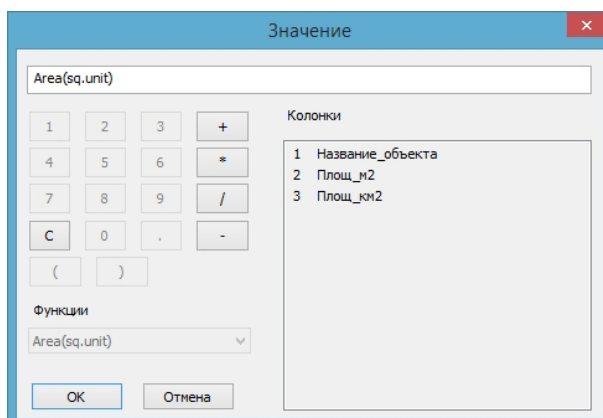 Значение
Area(sq.unit)
Колонки
1 2 3 +
4 5 6 *
7 8 9 /
C 0 . -
( )
1 Название_объекта
2 Площ_м2
3 Площ_км2
Функции
Area(sq.unit)
OK Отмена